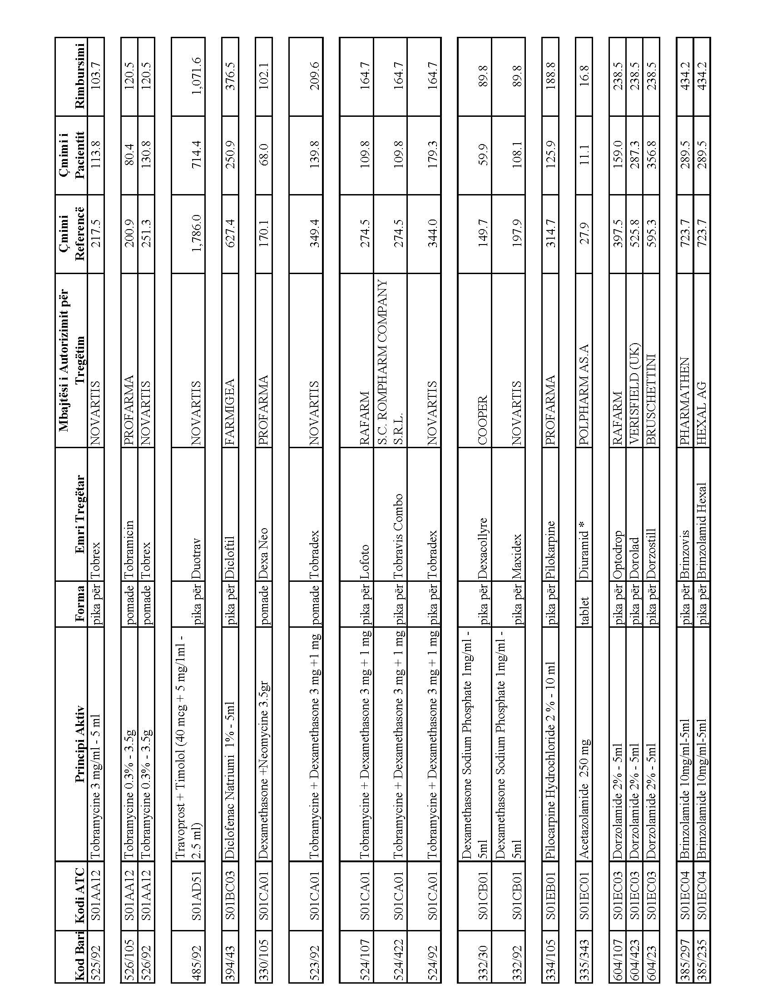 Kod Bari Kodi ATC Principi Aktiv Forma Emri Tregëtar Mbajtësi i Autorizimit për Tregëtim Çmimi Referencë Çmimi i Pacientit Rimbursimi
525/92 S01AA12 Tobramycine 3 mg/ml - 5 ml pika për Tobrex NOVARTIS 217.5 113.8 103.7
526/105 S01AA12 Tobramycine 0.3% - 3.5g pomade Tobramicin PROFARMA 200.9 80.4 120.5
526/92 S01AA12 Tobramycine 0.3% - 3.5g pomade Tobrex NOVARTIS 251.3 130.8 120.5
485/92 S01AD51 Travoprost + Timolol (40 mcg + 5 mg/1ml - 2.5 ml) pika për Duotrav NOVARTIS 1,786.0 714.4 1,071.6
394/43 S01BC03 Diclofenac Natriumi 1% - 5ml pika për Dicloftil FARMIGEA 627.4 250.9 376.5
330/105 S01CA01 Dexamethasone +Neomycine 3.5gr pomade Dexa Neo PROFARMA 170.1 68.0 102.1
523/92 S01CA01 Tobramycine + Dexamethasone 3 mg +1 mg pomade Tobradex NOVARTIS 349.4 139.8 209.6
524/107 S01CA01 Tobramycine + Dexamethasone 3 mg + 1 mg pika për Lofoto RAFARM 274.5 109.8 164.7
524/422 S01CA01 Tobramycine + Dexamethasone 3 mg + 1 mg pika për Tobravis Combo S.C. ROMPHARM COMPANY S.R.L. 274.5 109.8 164.7
524/92 S01CA01 Tobramycine + Dexamethasone 3 mg + 1 mg pika për Tobradex NOVARTIS 344.0 179.3 164.7
332/30 S01CB01 Dexamethasone Sodium Phosphate 1mg/ml - 5ml pika për Dexacollyre COOPER 149.7 59.9 89.8
332/92 S01CB01 Dexamethasone Sodium Phosphate 1mg/ml - 5ml pika për Maxidex NOVARTIS 197.9 108.1 89.8
334/105 S01EB01 Pilocarpine Hydrochloride 2 % - 10 ml pika për Pilokarpine PROFARMA 314.7 125.9 188.8
335/343 S01EC01 Acetazolamide 250 mg tablet Diuramid * POLPHARM AS.A 27.9 11.1 16.8
604/107 S01EC03 Dorzolamide 2% - 5ml pika për Optodrop RAFARM 397.5 159.0 238.5
604/423 S01EC03 Dorzolamide 2% - 5ml pika për Dorolad VERISFIELD (UK) 525.8 287.3 238.5
604/23 S01EC03 Dorzolamide 2% - 5ml pika për Dorzostill BRUSCHETTINI 595.3 356.8 238.5
385/297 S01EC04 Brinzolamide 10mg/ml-5ml pika për Brinzovis PHARMATHEN 723.7 289.5 434.2
385/235 S01EC04 Brinzolamide 10mg/ml-5ml pika për Brinzolamid Hexal HEXAL AG 723.7 289.5 434.2